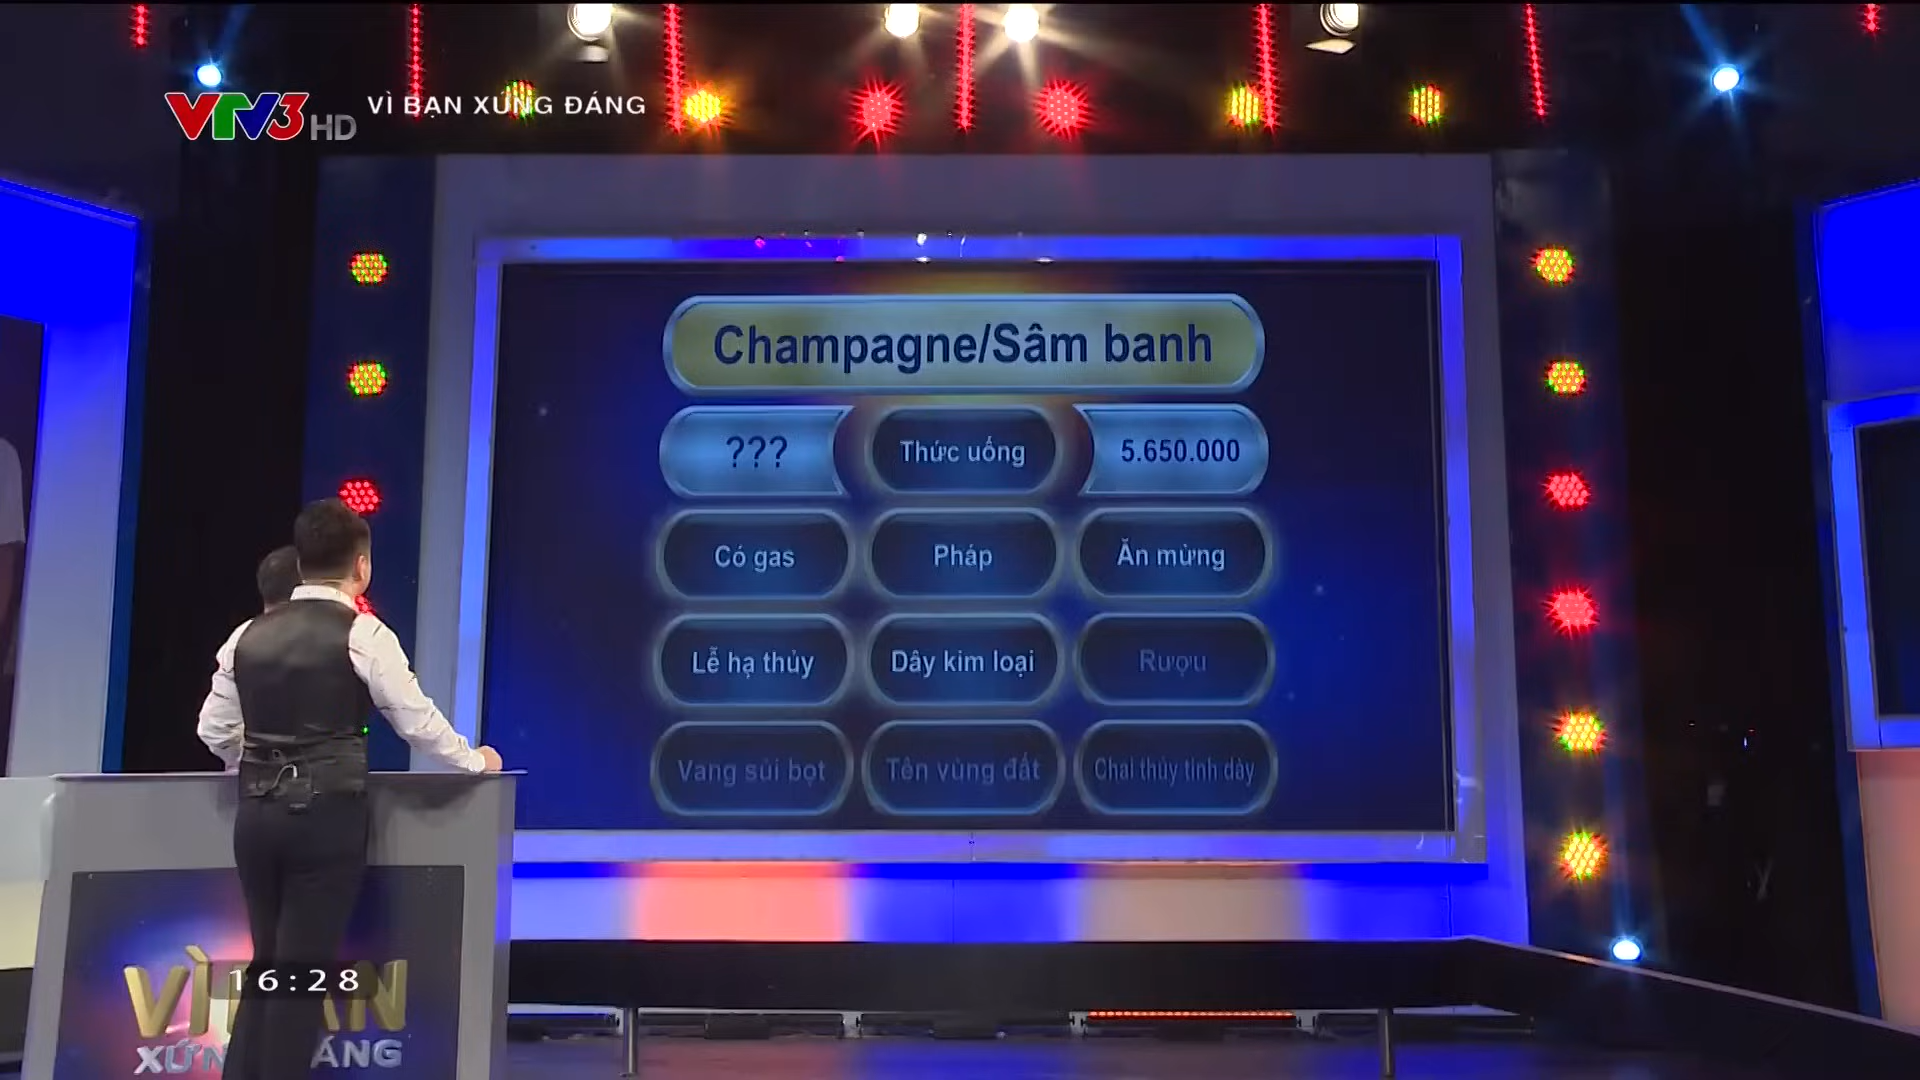 VTV3 HD
VÌ BẠN XỨNG ĐÁNG
Champagne/Sâm banh
???
Thức uống
5.650.000
Có gas
Pháp
Ăn mừng
Lễ hạ thủy
Dây kim loại
Rượu
Vang sủi bọt
Tên vùng đất
Chai thủy tinh dày
16:28